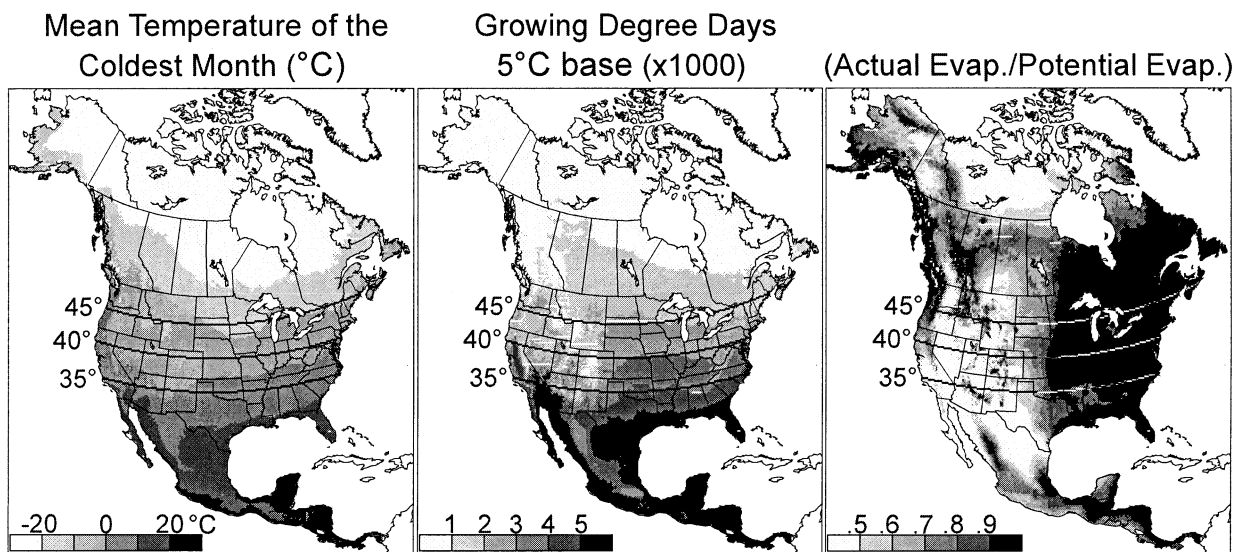 Mean Temperature of the
Coldest Month (°C)
Growing Degree Days
5°C base (x1000)
(Actual Evap./Potential Evap.)
45°
40°
35°
-20 0 20 °C
45°
40°
35°
1 2 3 4 5
45°
40°
35°
.5 .6 .7 .8 .9